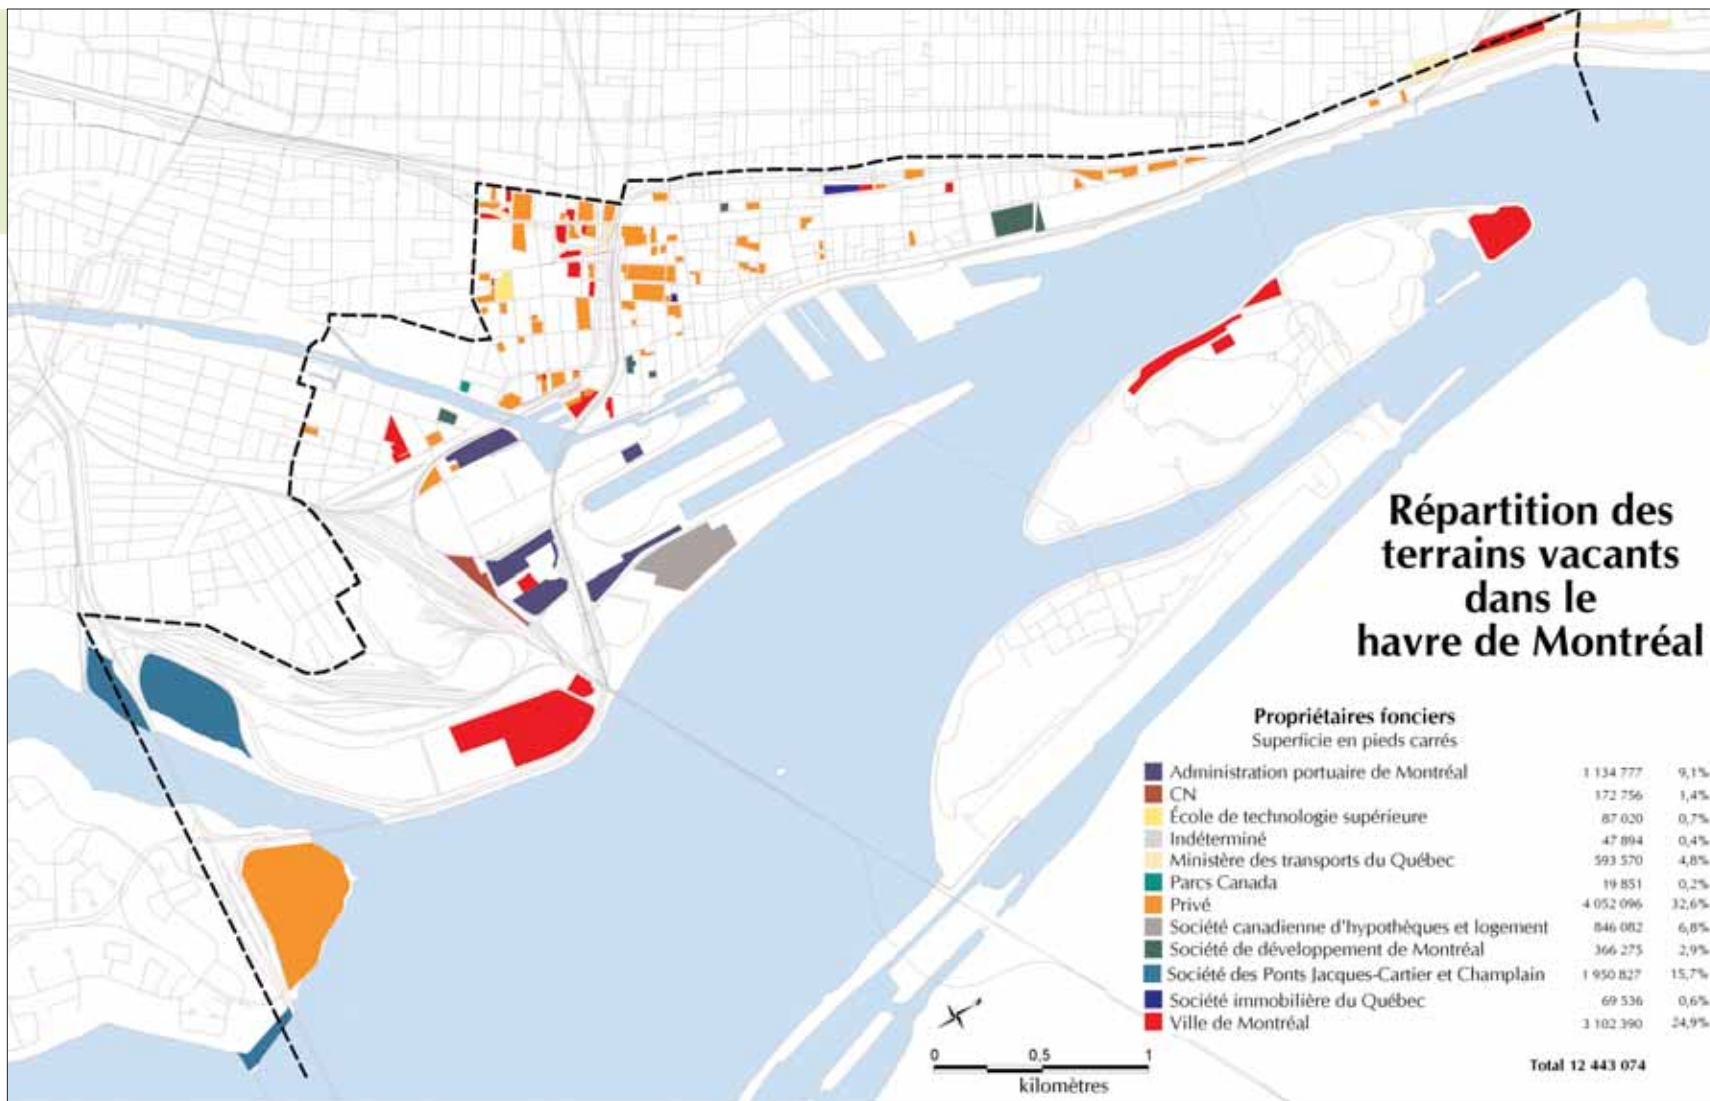 Répartition des
terrains vacants
dans le
havre de Montréal
Propriétaires fonciers
Superficie en pieds carrés
Administration portuaire de Montréal 1 134 777 9,1%
CN 172 756 1,4%
École de technologie supérieure 87 020 0,7%
Indéterminé 47 894 0,4%
Ministère des transports du Québec 593 570 4,8%
Parcs Canada 19 851 0,2%
Privé 4 052 096 32,6%
Société canadienne d'hypothèques et logement 846 082 6,8%
Société de développement de Montréal 366 275 2,9%
Société des Ponts Jacques-Cartier et Champlain 1 950 827 15,7%
Société immobilière du Québec 69 536 0,6%
Ville de Montréal 3 102 390 24,9%
Total 12 443 074
0 0,5 1
kilomètres